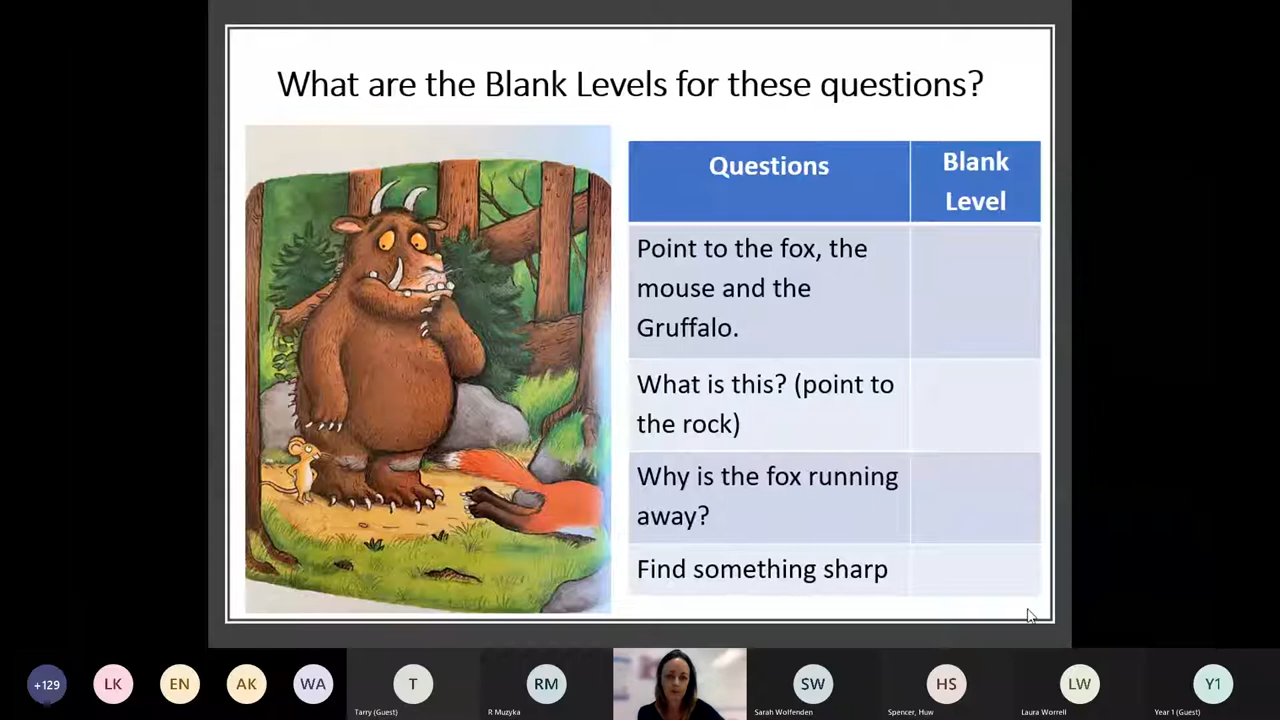 What are the Blank Levels for these questions?
Questions
Blank
Level
Point to the fox, the
mouse and the
Gruffalo.
What is this? (point to
the rock)
Why is the fox running
away?
Find something sharp
+129
LK
EN
AK
WA
T
RM
SW
HS
LW
Y1
Tarry (Guest)
R Muzyka
Sarah Wolfenden
Spencer, Huw
Laura Worrell
Year 1 (Guest)